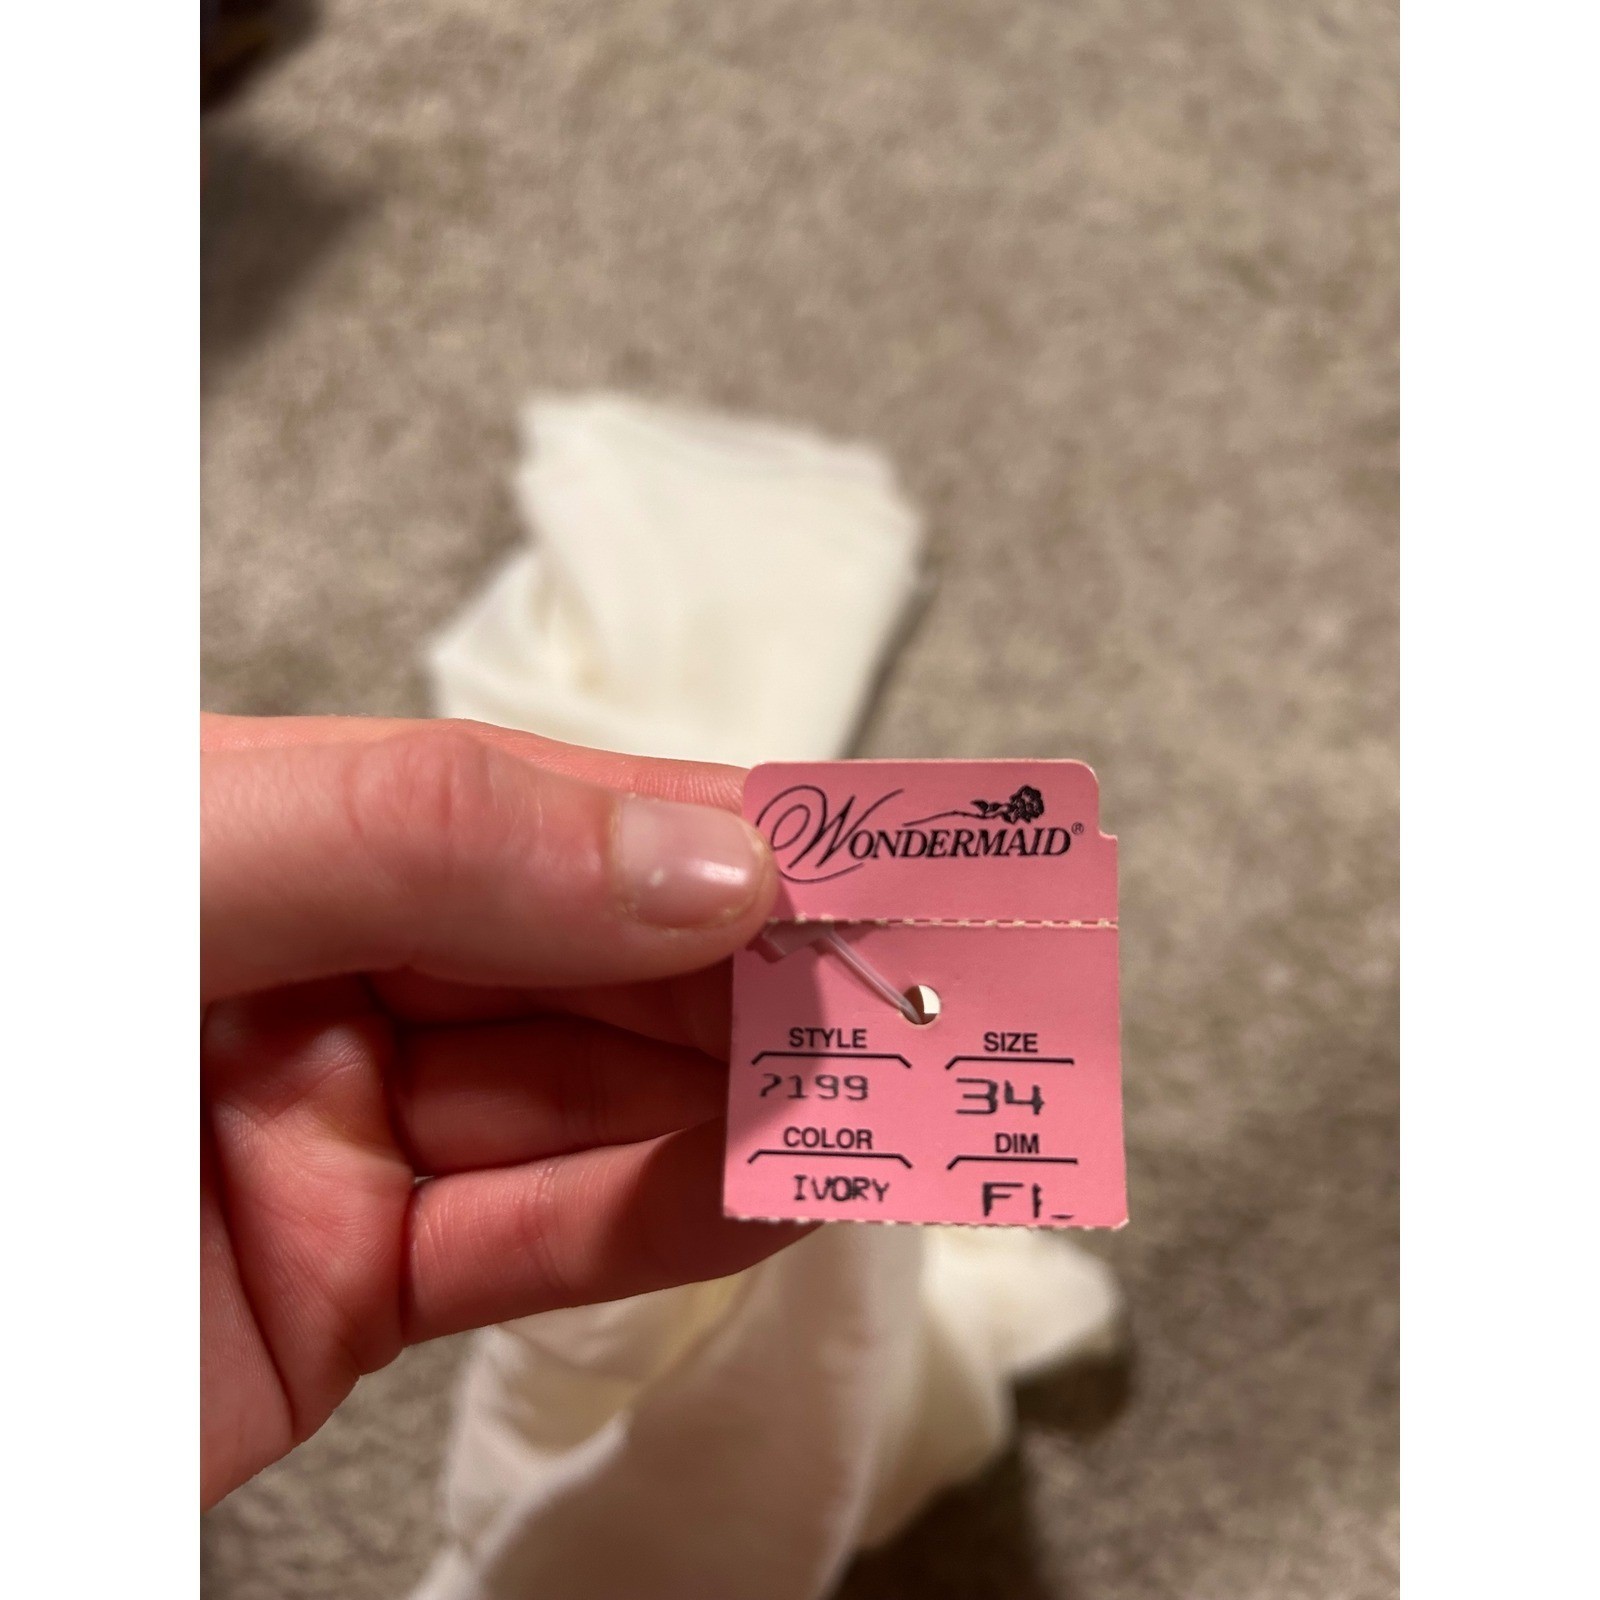 WONDERMAID®
STYLE SIZE
7199 34
COLOR DIM
IVORY